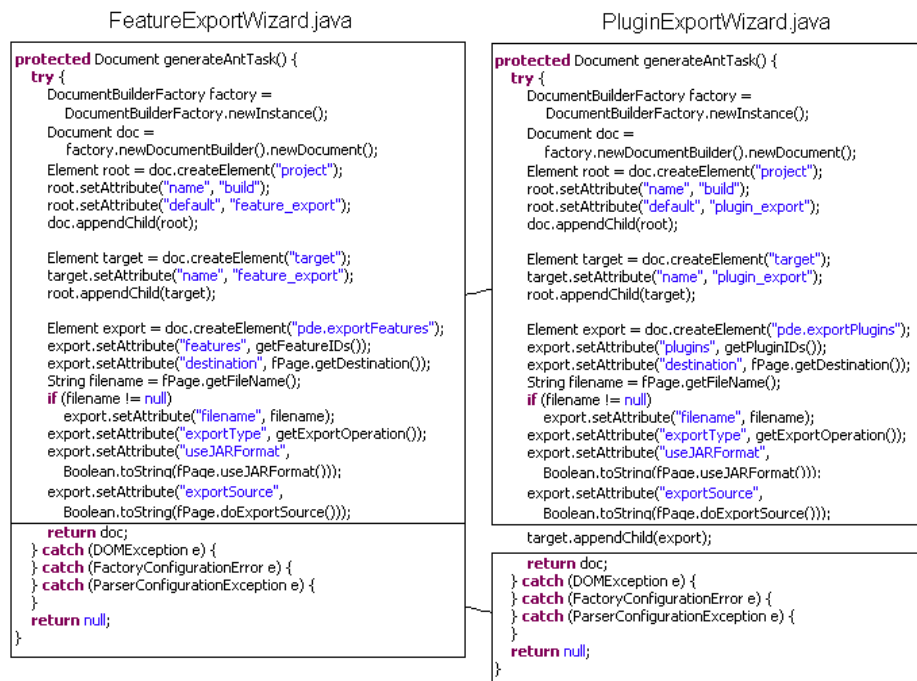 FeatureExportWizard.java
protected Document generateAntTask() {
try {
DocumentBuilderFactory factory =
DocumentBuilderFactory.newInstance();
Document doc =
factory.newDocumentBuilder().newDocument();
Element root = doc.createElement("project");
root.setAttribute("name", "build");
root.setAttribute("default", "feature_export");
doc.appendChild(root);
Element target = doc.createElement("target");
target.setAttribute("name", "feature_export");
root.appendChild(target);
Element export = doc.createElement("pde.exportFeatures");
export.setAttribute("features", getFeatureIDs());
export.setAttribute("destination", fPage.getDestination());
String filename = fPage.getFileName();
if (filename != null)
export.setAttribute("filename", filename);
export.setAttribute("exportType", getExportOperation());
export.setAttribute("useJARFormat",
Boolean.toString(fPage.useJARFormat()));
export.setAttribute("exportSource",
Boolean.toString(fPage.doExportSource()));
return doc;
} catch (DOMException e) {
} catch (FactoryConfigurationError e) {
} catch (ParserConfigurationException e) {
}
return null;
}
PluginExportWizard.java
protected Document generateAntTask() {
try {
DocumentBuilderFactory factory =
DocumentBuilderFactory.newInstance();
Document doc =
factory.newDocumentBuilder().newDocument();
Element root = doc.createElement("project");
root.setAttribute("name", "build");
root.setAttribute("default", "plugin_export");
doc.appendChild(root);
Element target = doc.createElement("target");
target.setAttribute("name", "plugin_export");
root.appendChild(target);
Element export = doc.createElement("pde.exportPlugins");
export.setAttribute("plugins", getPluginIDs());
export.setAttribute("destination", fPage.getDestination());
String filename = fPage.getFileName();
if (filename != null)
export.setAttribute("filename", filename);
export.setAttribute("exportType", getExportOperation());
export.setAttribute("useJARFormat",
Boolean.toString(fPage.useJARFormat()));
export.setAttribute("exportSource",
Boolean.toString(fPage.doExportSource()));
target.appendChild(export);
return doc;
} catch (DOMException e) {
} catch (FactoryConfigurationError e) {
} catch (ParserConfigurationException e) {
}
return null;
}